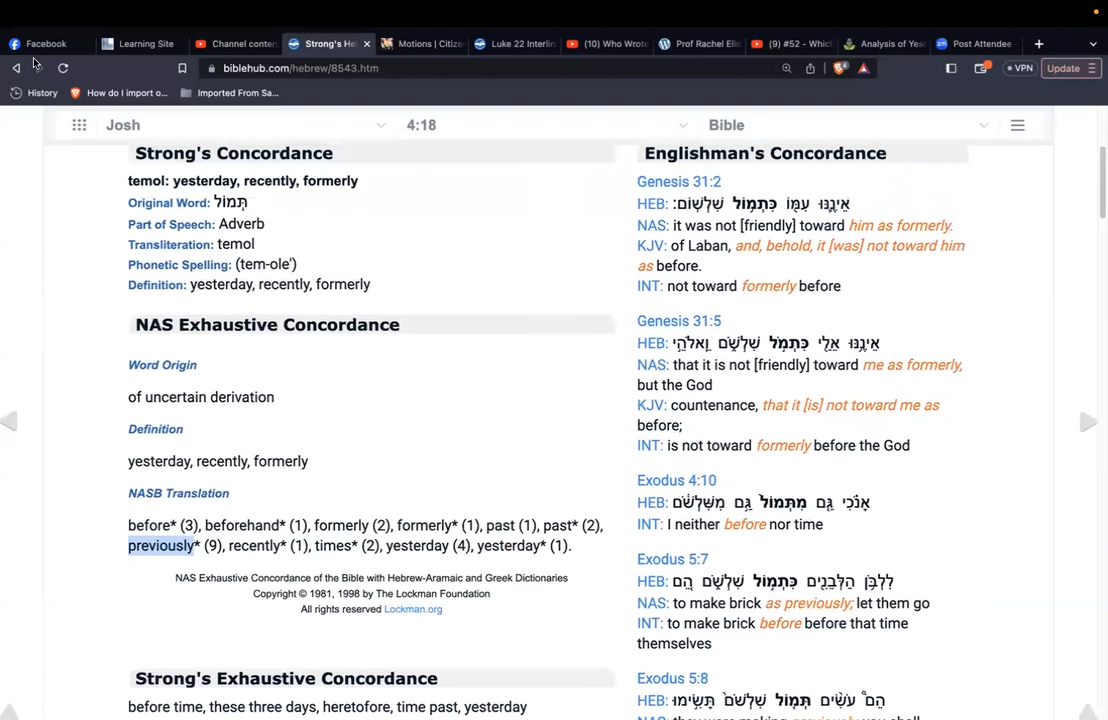 Facebook
Learning Site
Channel conten
Strong's He
Motions | Citize
Luke 22 Interlin
(10) Who Wrote
Prof Rachel Elio
(9) #52 - Which
Analysis of Yes
Post Attendee -
biblehub.com/hebrew/8543.htm
VPN
Update
History
How do I import o...
Imported From Sa...
Josh
4:18
Bible
Strong's Concordance
temol: yesterday, recently, formerly
Original Word: תְּמוֹל
Part of Speech: Adverb
Transliteration: temol
Phonetic Spelling: (tem-ole')
Definition: yesterday, recently, formerly
NAS Exhaustive Concordance
Word Origin
of uncertain derivation
Definition
yesterday, recently, formerly
NASB Translation
before* (3), beforehand* (1), formerly (2), formerly* (1), past (1), past* (2),
previously* (9), recently* (1), times* (2), yesterday (4), yesterday* (1).
NAS Exhaustive Concordance of the Bible with Hebrew-Aramaic and Greek Dictionaries
Copyright © 1981, 1998 by The Lockman Foundation
All rights reserved Lockman.org
Strong's Exhaustive Concordance
before time, these three days, heretofore, time past, yesterday
Englishman's Concordance
Genesis 31:2
HEB: אֵינֶ֛נּוּ עִמּ֖וֹ כִּתְמ֥וֹל שִׁלְשֽׁוֹם׃
NAS: it was not [friendly] toward him as formerly.
KJV: of Laban, and, behold, it [was] not toward him
as before.
INT: not toward formerly before
Genesis 31:5
HEB: אֵינֶ֥נּוּ אֵלַ֖י כִּתְמֹ֣ל שִׁלְשֹׁ֑ם וֵֽאלֹהֵ֣י
NAS: that it is not [friendly] toward me as formerly,
but the God
KJV: countenance, that it [is] not toward me as
before;
INT: is not toward formerly before the God
Exodus 4:10
HEB: אָנֹ֗כִי גַּ֤ם מִתְּמוֹל֙ גַּ֣ם מִשִּׁלְשֹׁ֔ם
INT: I neither before nor time
Exodus 5:7
HEB: לִלְבֹּ֥ן הַלְּבֵנִ֖ים כִּתְמ֣וֹל שִׁלְשֹׁ֑ם הֵ֚ם
NAS: to make brick as previously; let them go
INT: to make brick before before that time
themselves
Exodus 5:8
HEB: הֵם֩ עֹשִׂ֨ים תְּמ֤וֹל שִׁלְשֹׁם֙ תָּשִׂ֣ימוּ